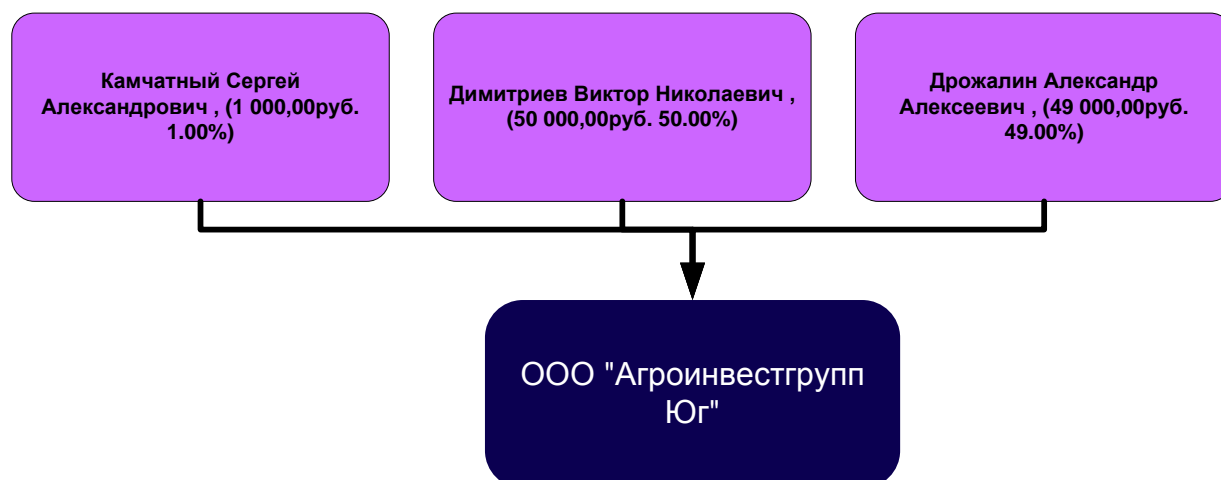 Камчатный Сергей
Александрович , (1 000,00руб.
1.00%)
Димитриев Виктор Николаевич ,
(50 000,00руб. 50.00%)
Дрожалин Александр
Алексеевич , (49 000,00руб.
49.00%)
ООО "Агроинвестгрупп
Юг"